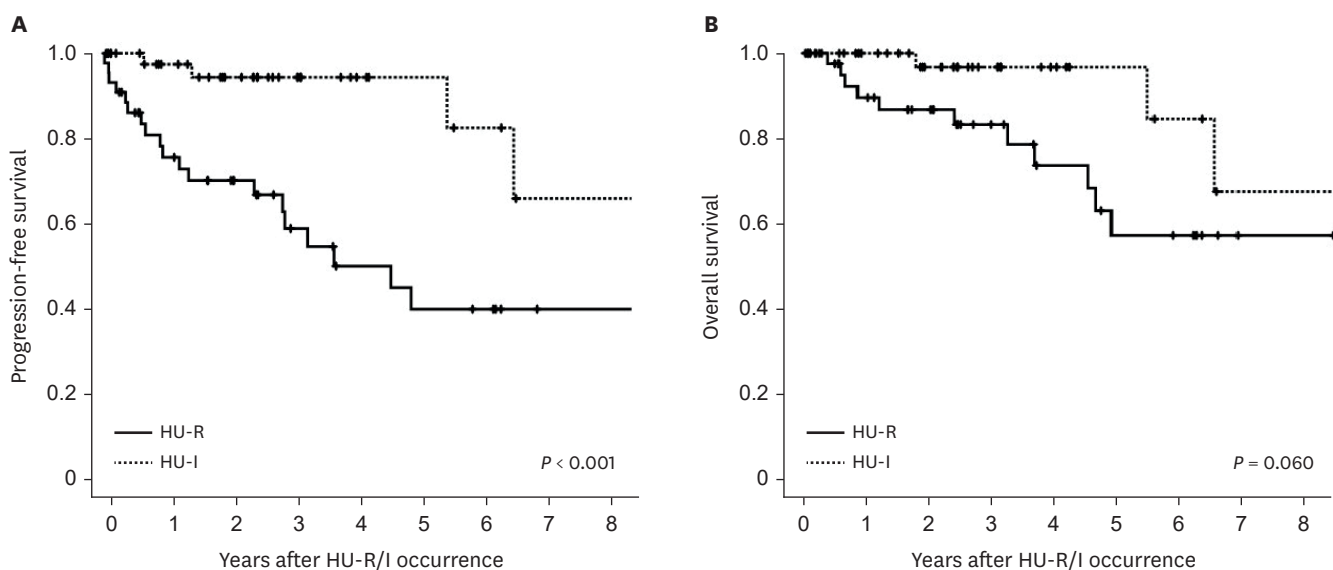 A
Progression-free survival
1.0
0.8
0.6
0.4
0.2
0
HU-R
HU-I
P < 0.001
0 1 2 3 4 5 6 7 8
Years after HU-R/I occurrence
B
Overall survival
1.0
0.8
0.6
0.4
0.2
0
HU-R
HU-I
P = 0.060
0 1 2 3 4 5 6 7 8
Years after HU-R/I occurrence